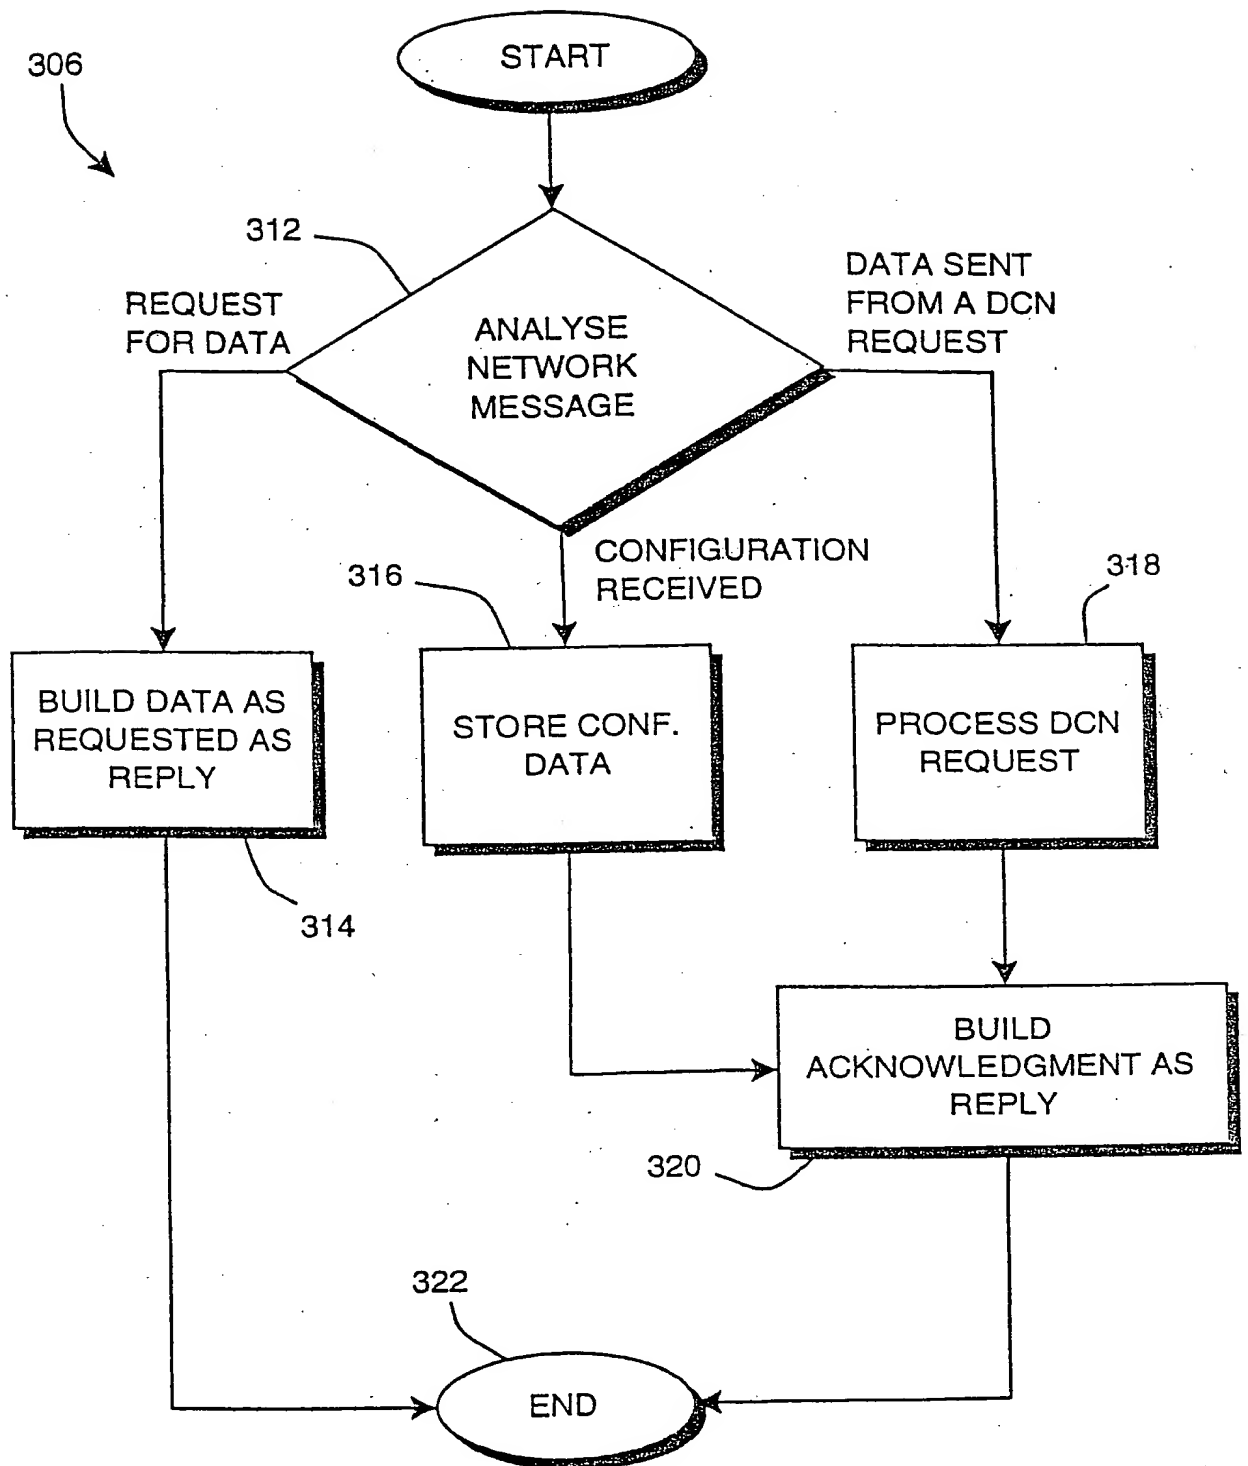 START
306
312
REQUEST
FOR DATA
ANALYSE
NETWORK
MESSAGE
DATA SENT
FROM A DCN
REQUEST
CONFIGURATION
RECEIVED
316
318
BUILD DATA AS
REQUESTED AS
REPLY
STORE CONF.
DATA
PROCESS DCN
REQUEST
314
BUILD
ACKNOWLEDGMENT AS
REPLY
320
322
END